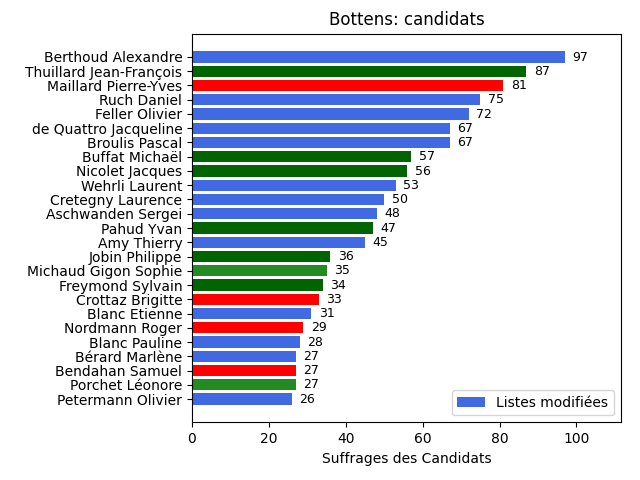 Bottens: candidats
Berthoud Alexandre 97
Thuillard Jean-François 87
Maillard Pierre-Yves 81
Ruch Daniel 75
Feller Olivier 72
de Quattro Jacqueline 67
Broulis Pascal 67
Buffat Michaël 57
Nicolet Jacques 56
Wehrli Laurent 53
Cretegny Laurence 50
Aschwanden Sergei 48
Pahud Yvan 47
Amy Thierry 45
Jobin Philippe 36
Michaud Gigon Sophie 35
Freymond Sylvain 34
Crottaz Brigitte 33
Blanc Etienne 31
Nordmann Roger 29
Blanc Pauline 28
Bérard Marlène 27
Bendahan Samuel 27
Porchet Léonore 27
Petermann Olivier 26
Listes modifiées
0 20 40 60 80 100
Suffrages des Candidats